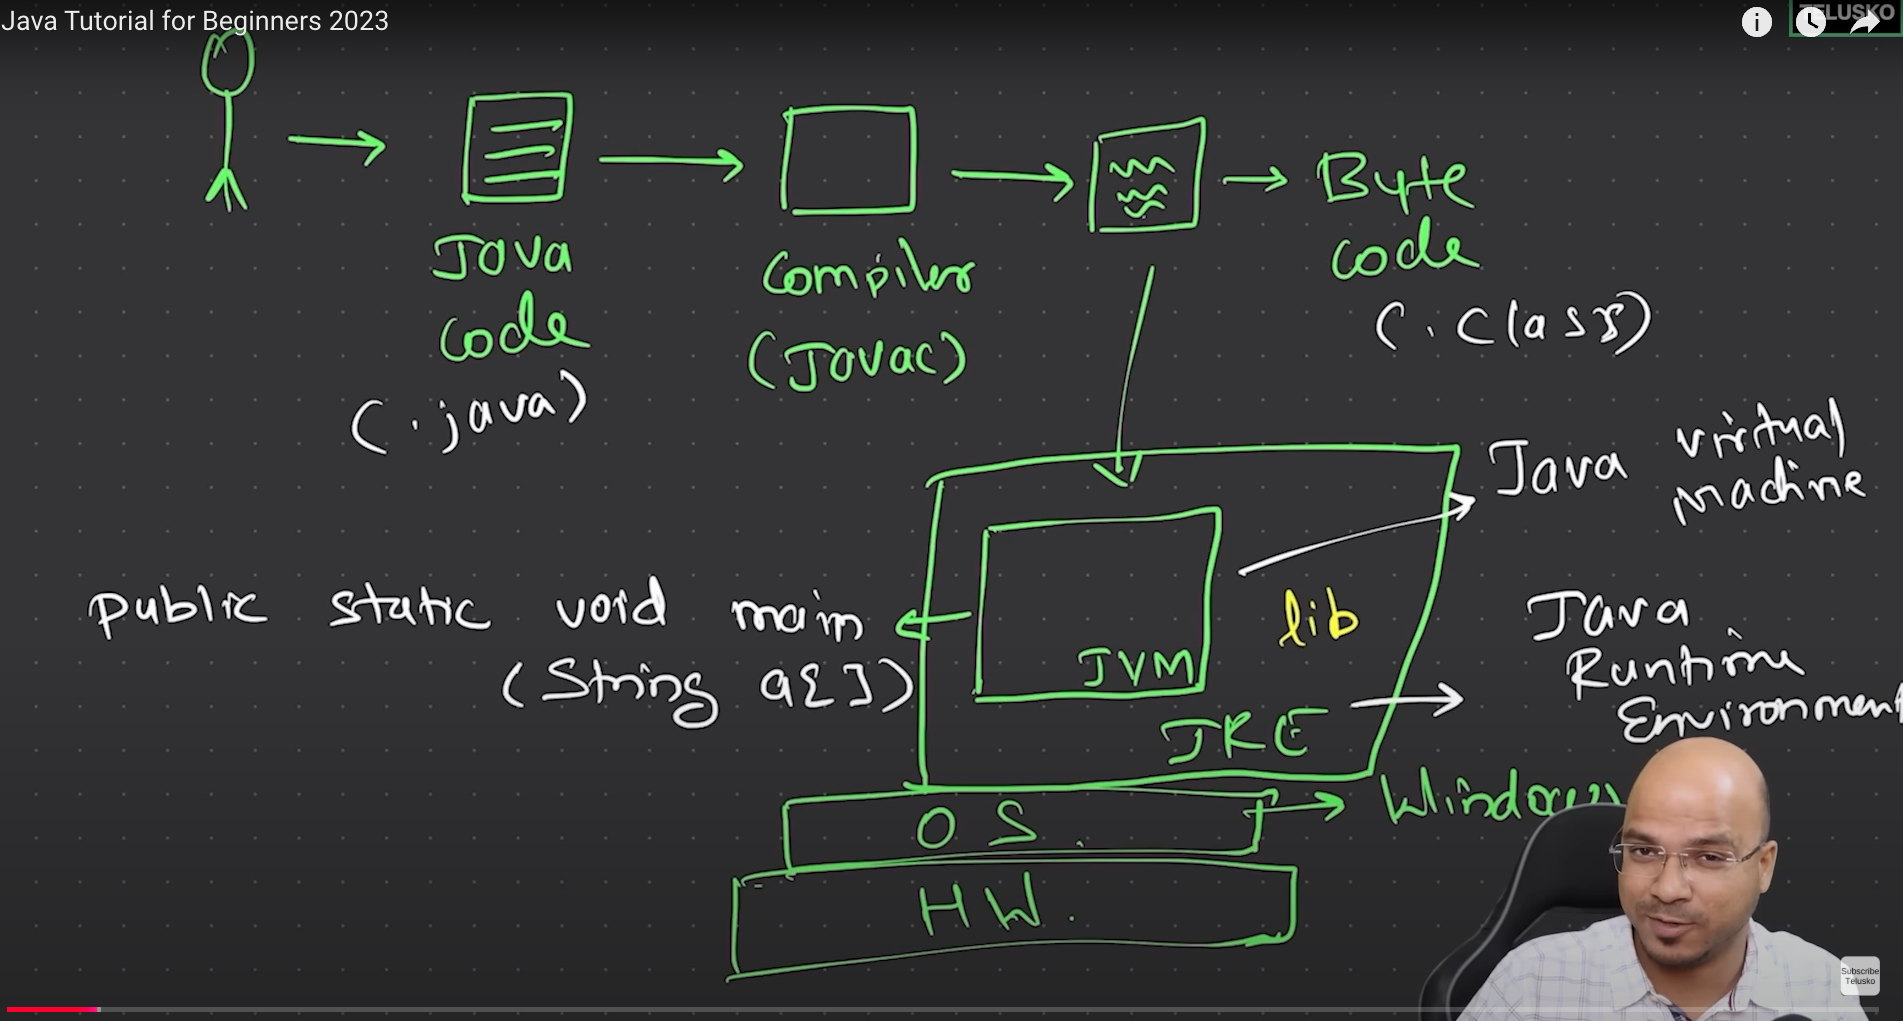 Java Tutorial for Beginners 2023
TELUSKO
Java
code
(.java)
Compiler
(Javac)
Byte
code
(.class)
Java virtual
machine
public static void main
(String a[])
lib
JVM
JRE
Java
Runtime
Environment
OS.
Windows
HW.
Subscribe
Telusko